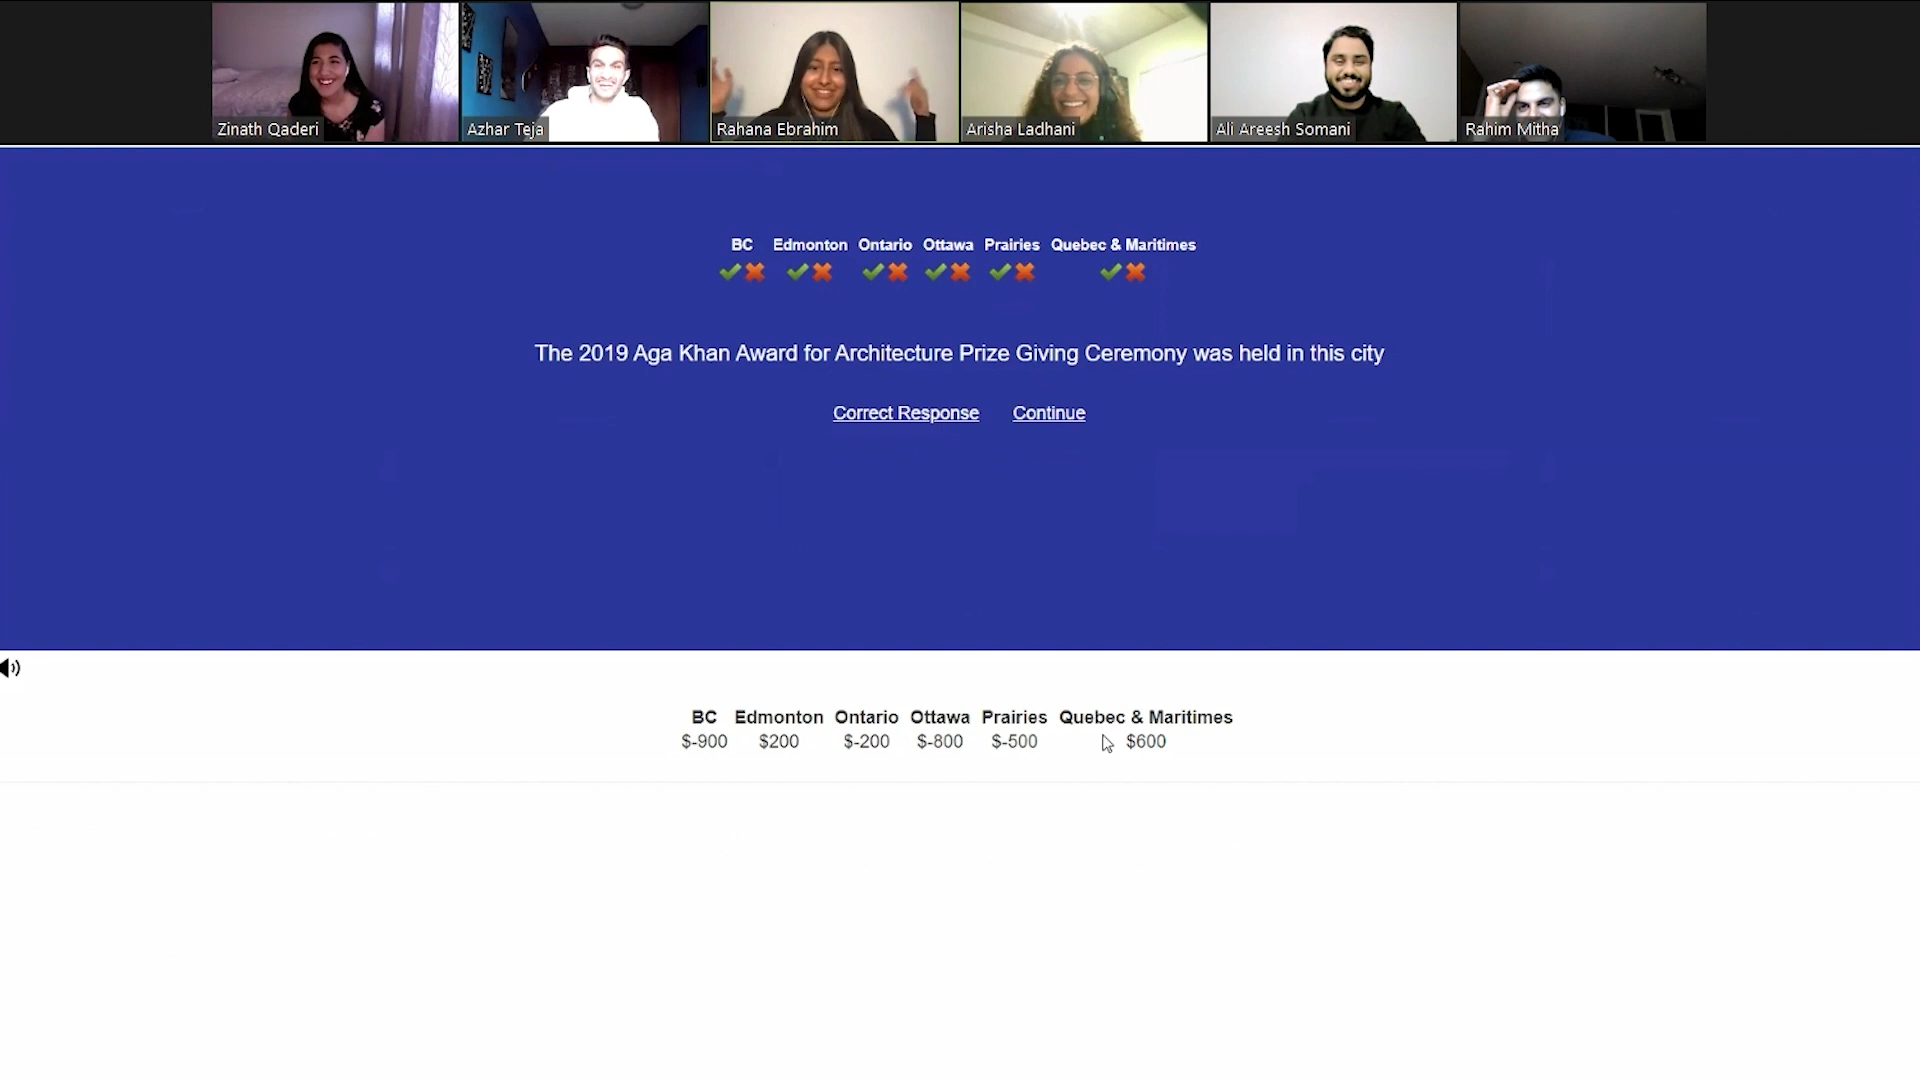 Zinath Qaderi
Azhar Teja
Rahana Ebrahim
Arisha Ladhani
Ali Areesh Somani
Rahim Mitha
BC Edmonton Ontario Ottawa Prairies Quebec & Maritimes
The 2019 Aga Khan Award for Architecture Prize Giving Ceremony was held in this city
Correct Response Continue
BC Edmonton Ontario Ottawa Prairies Quebec & Maritimes
$-900 $200 $-200 $-800 $-500 $600